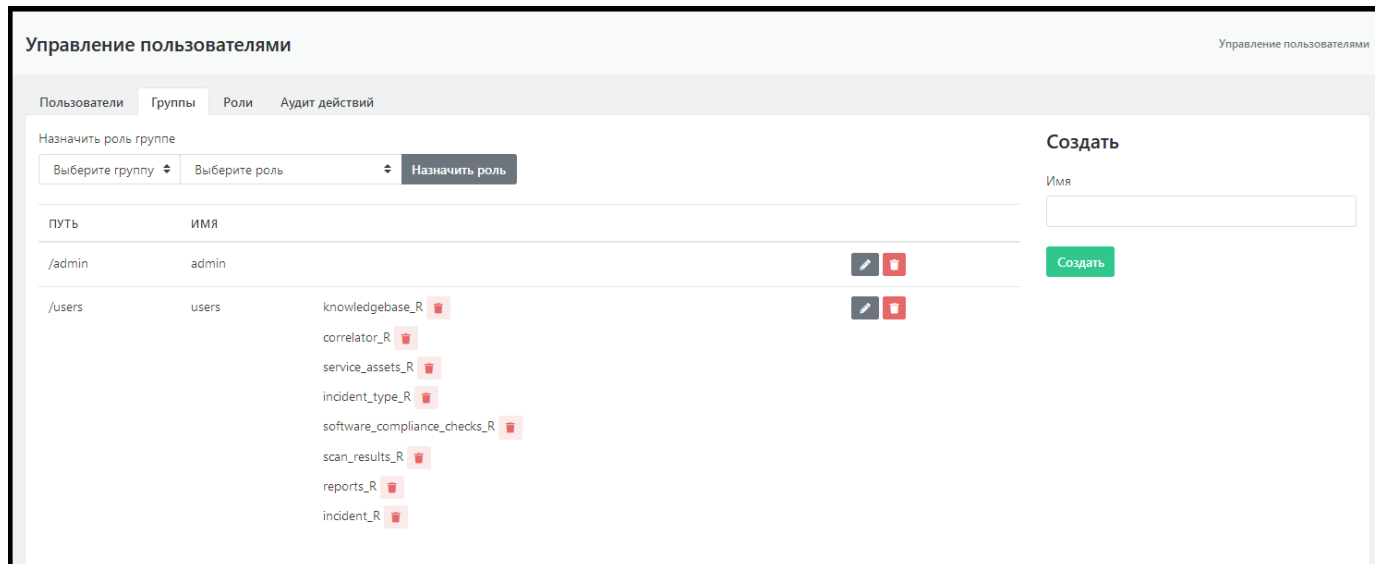 Управление пользователями
Управление пользователями
Пользователи Группы Роли Аудит действий
Назначить роль группе
Выберите группу Выберите роль Назначить роль
ПУТЬ ИМЯ
/admin admin
/users users knowledgebase_R
correlator_R
service_assets_R
incident_type_R
software_compliance_checks_R
scan_results_R
reports_R
incident_R
Создать
Имя
Создать